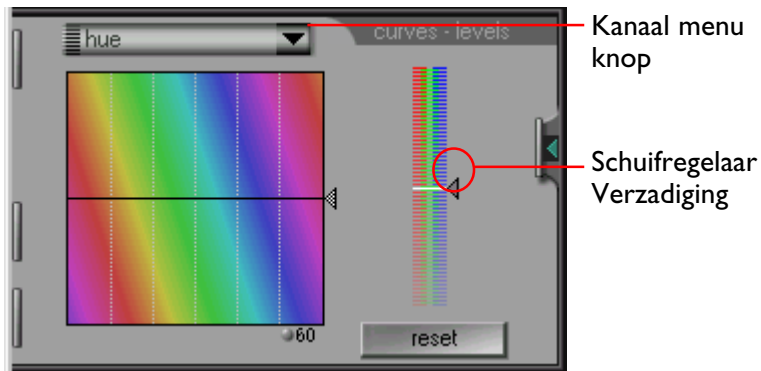 hue
curves - levels
Kanaal menu
knop
Schuifregelaar
Verzadiging
60
reset